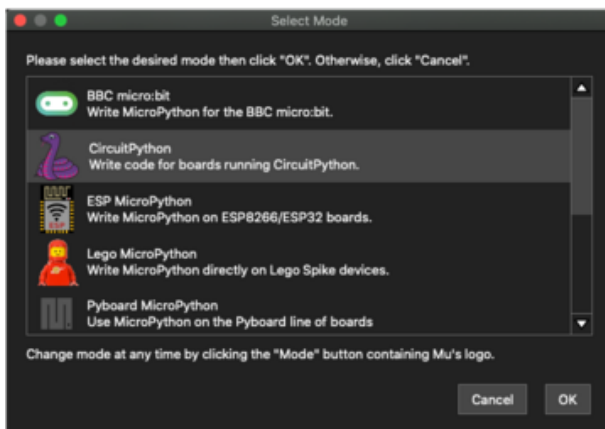 Select Mode
Please select the desired mode then click "OK". Otherwise, click "Cancel".
BBC micro:bit
Write MicroPython for the BBC micro:bit.
CircuitPython
Write code for boards running CircuitPython.
ESP
ESP MicroPython
Write MicroPython on ESP8266/ESP32 boards.
Lego MicroPython
Write MicroPython directly on Lego Spike devices.
Pyboard MicroPython
Use MicroPython on the Pyboard line of boards
Change mode at any time by clicking the "Mode" button containing Mu's logo.
Cancel OK